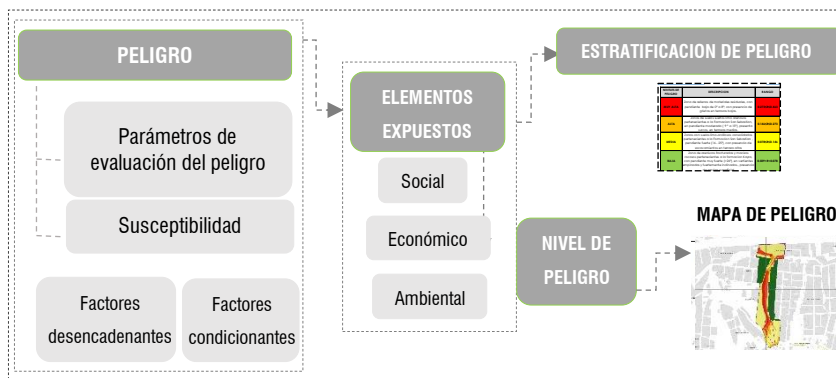 PELIGRO
Parámetros de
evaluación del peligro
Susceptibilidad
Factores
desencadenantes
Factores
condicionantes
ELEMENTOS
EXPUESTOS
Social
Económico
Ambiental
ESTRATIFICACION DE PELIGRO
NIVEL DE
PELIGRO
MAPA DE PELIGRO